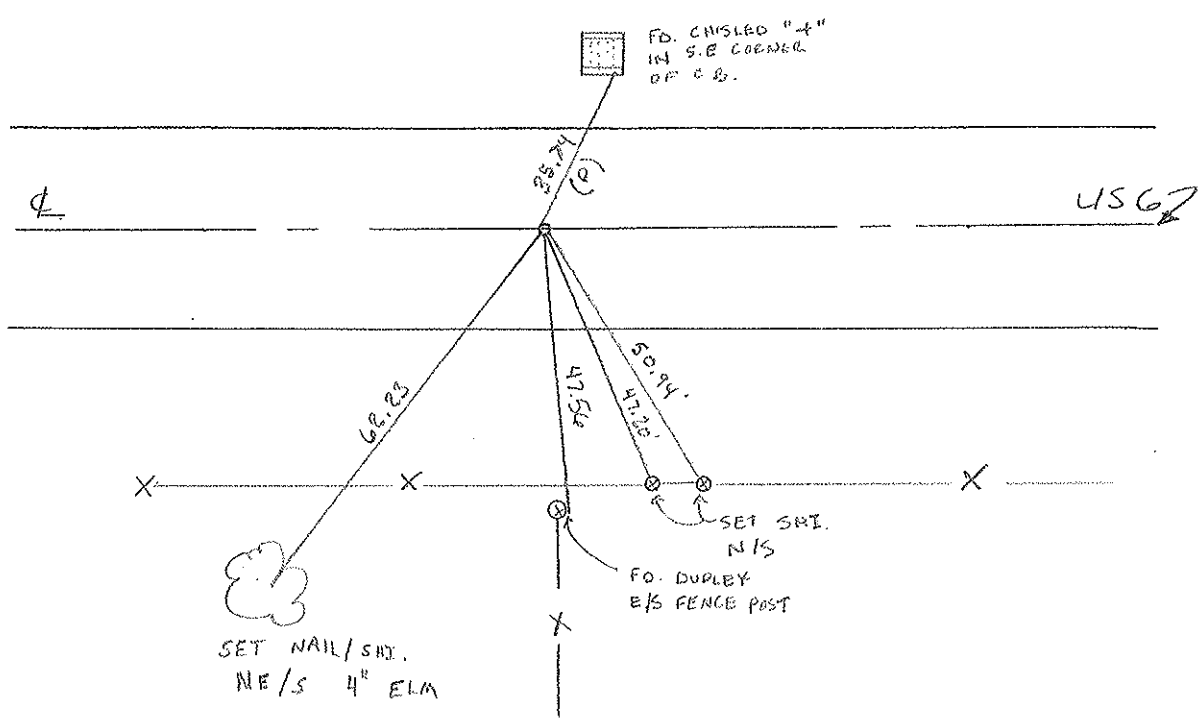 FD. CHISLED "+"
IN S.E CORNER
OF C B.
35.74
(P)
℄
US 67
62.23
47.56
47.20'
50.94'
X
X
X
SET SHI.
N/S
FD. DUPLEX
E/S FENCE POST
X
SET NAIL/SHI.
NE/S 4" ELM